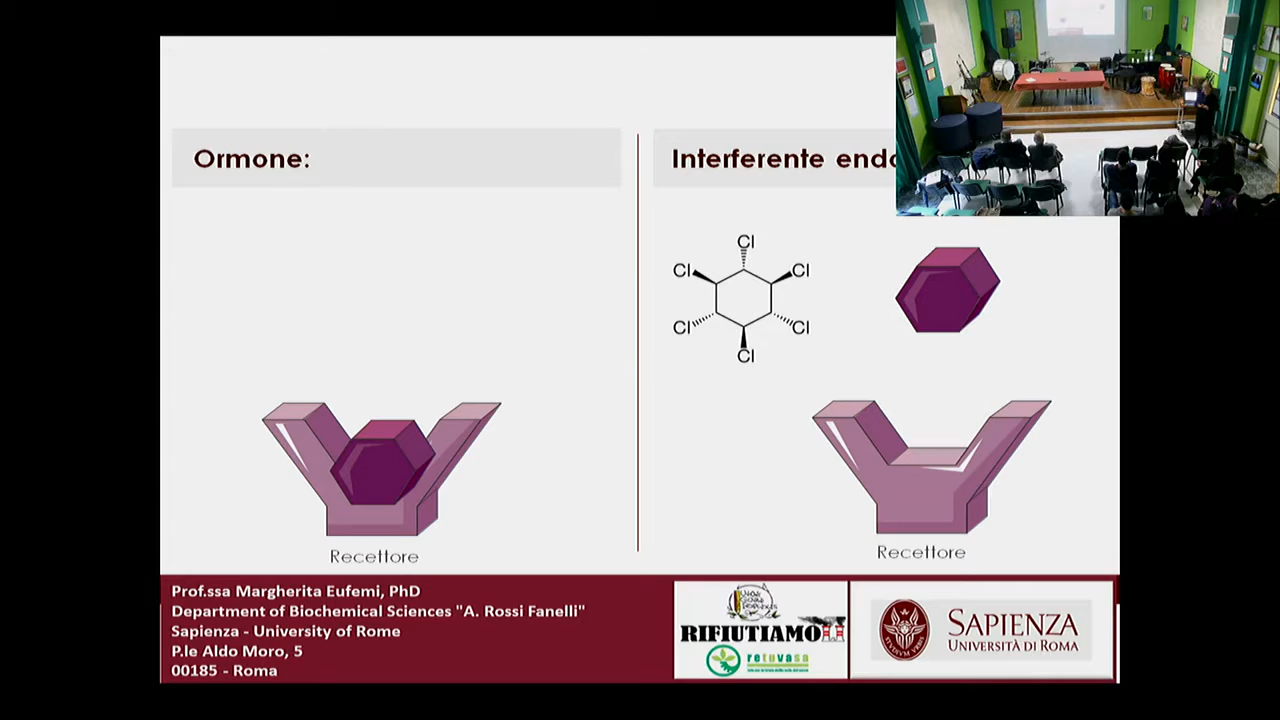 Ormone:
Interferente endo
Cl
Cl
Cl
Cl
Cl
Cl
Recettore
Recettore
Prof.ssa Margherita Eufemi, PhD
Department of Biochemical Sciences "A. Rossi Fanelli"
Sapienza - University of Rome
P.le Aldo Moro, 5
00185 - Roma
RIFIUTIAMOLI
retuvasa
SAPIENZA
UNIVERSITÀ DI ROMA